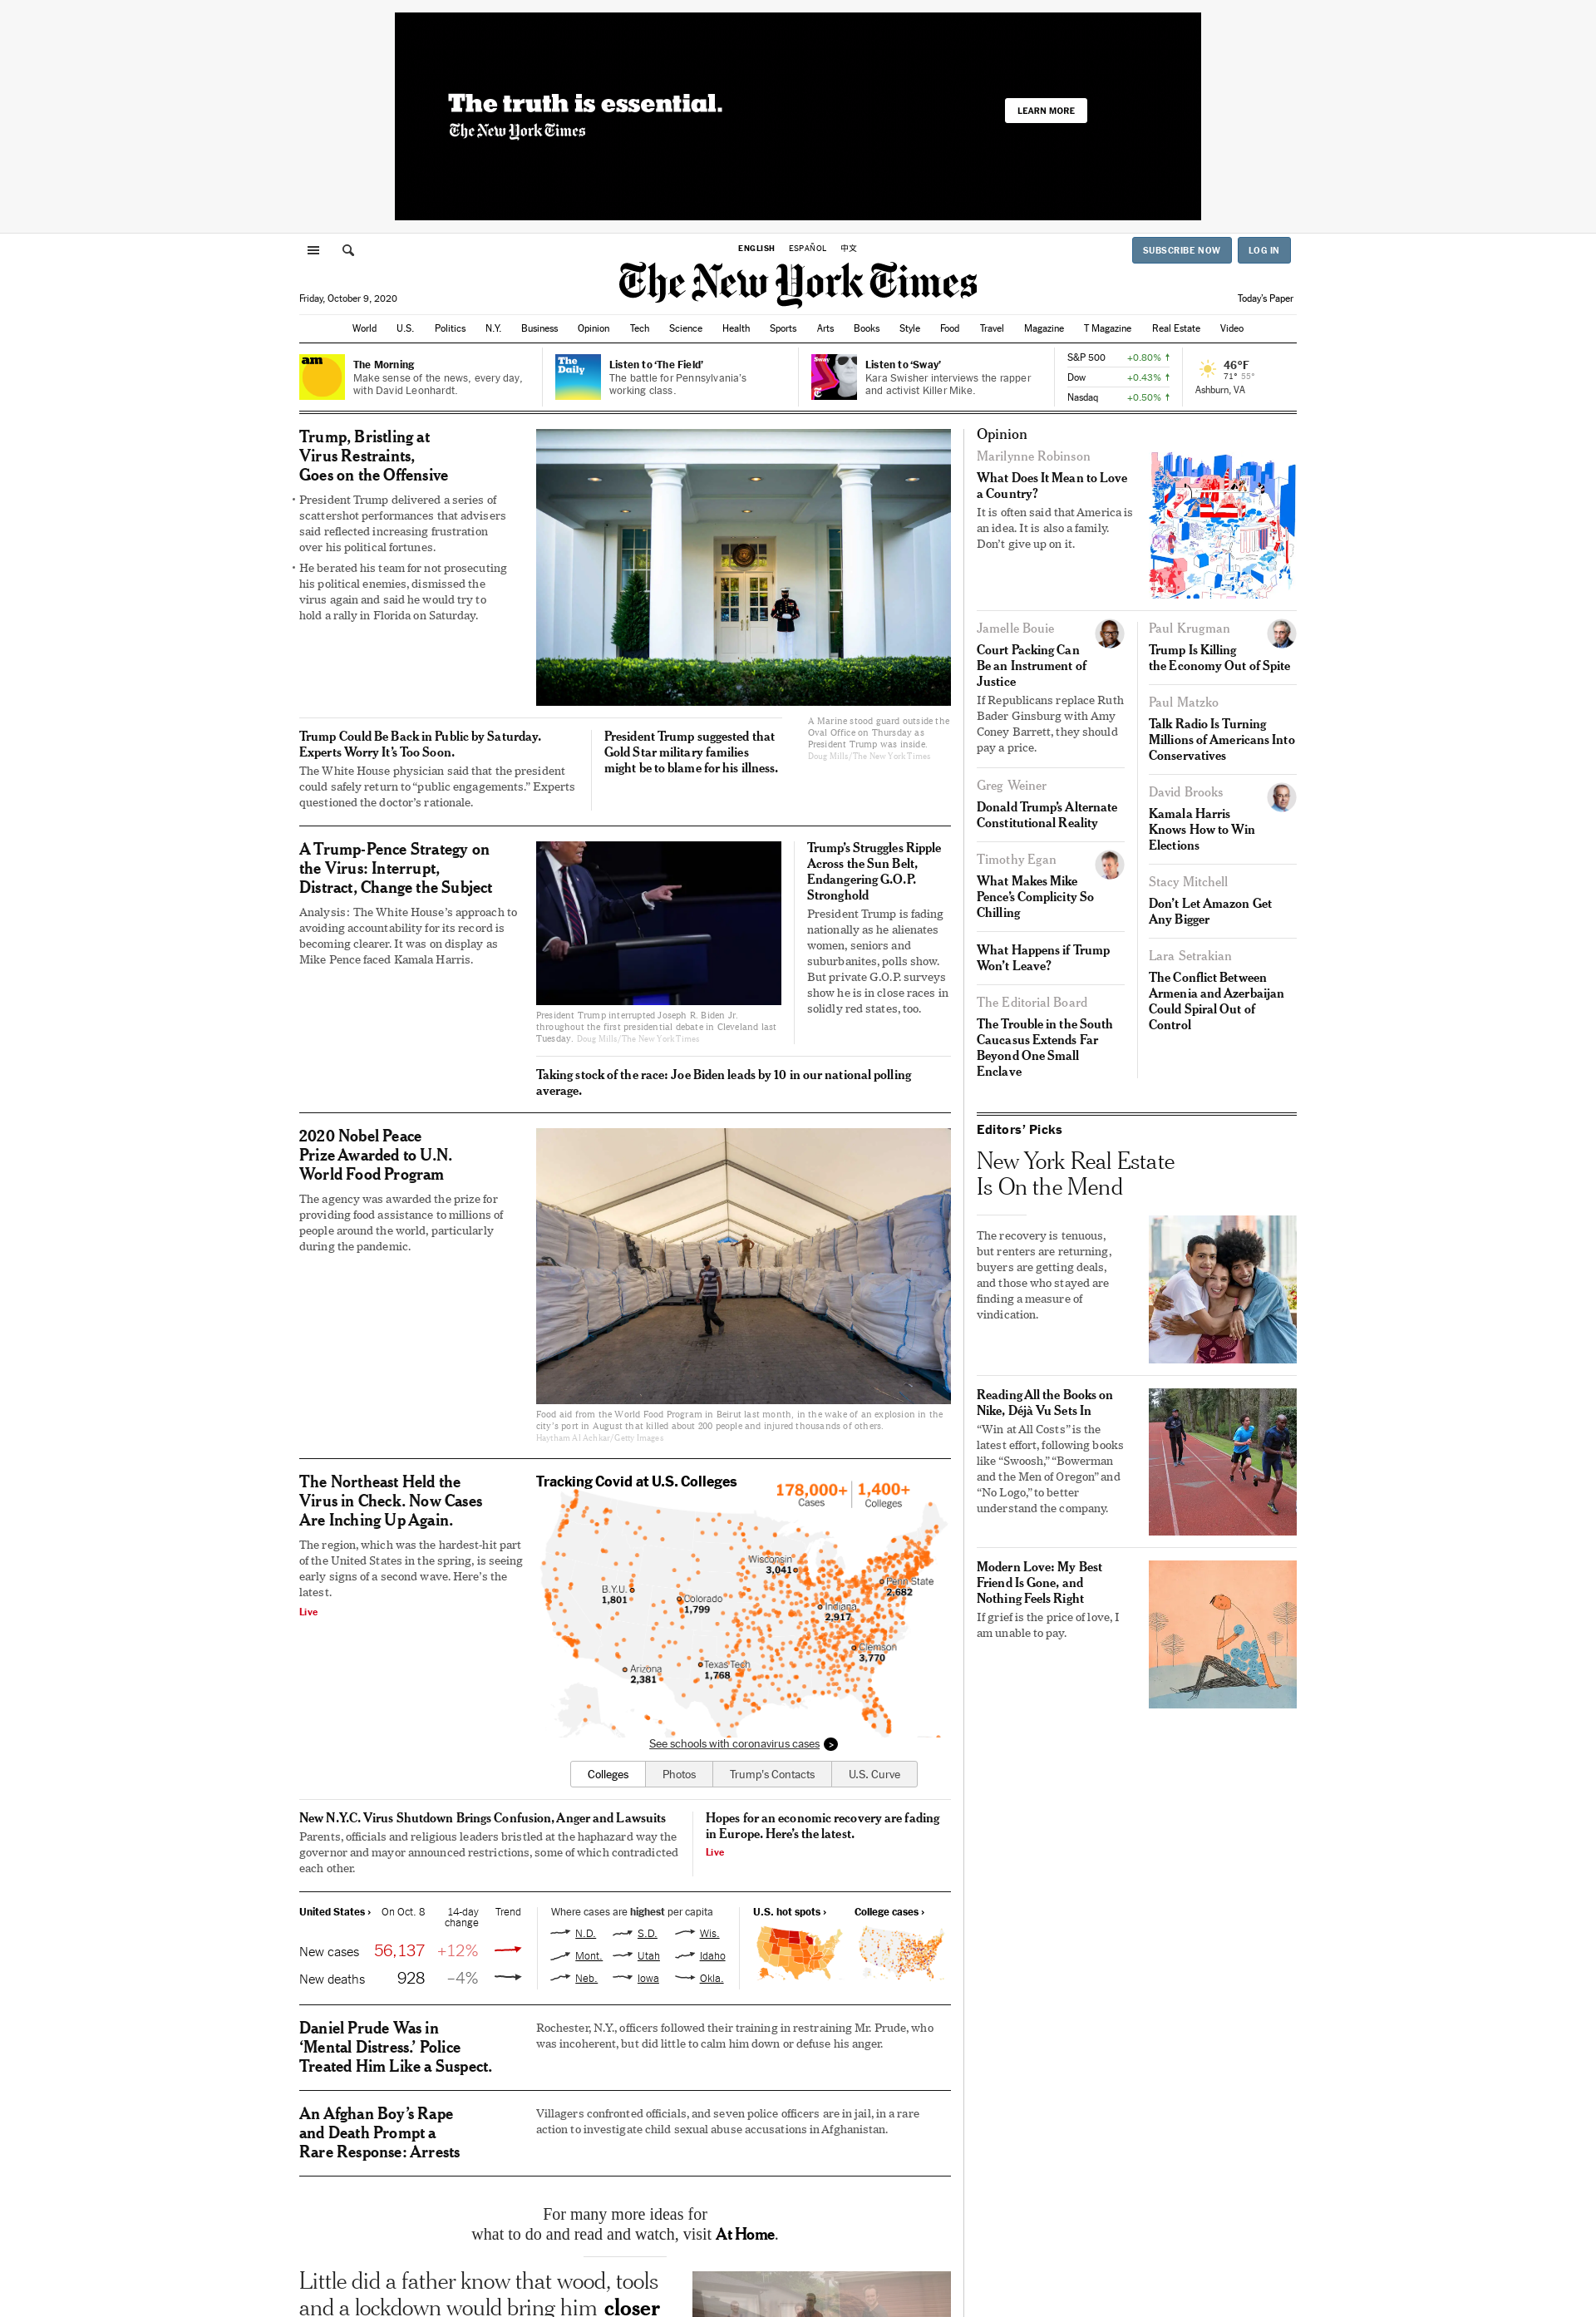 The truth is essential.
The New York Times
LEARN MORE
ENGLISH ESPAÑOL 中文
SUBSCRIBE NOW LOG IN
The New York Times
Friday, October 9, 2020
Today's Paper
World U.S. Politics N.Y. Business Opinion Tech Science Health Sports Arts Books Style Food Travel Magazine T Magazine Real Estate Video
am
The Morning
Make sense of the news, every day,
with David Leonhardt.
The
Daily
Listen to ‘The Field’
The battle for Pennsylvania’s
working class.
Sway
Listen to ‘Sway’
Kara Swisher interviews the rapper
and activist Killer Mike.
S&P 500 +0.80% ↑
Dow +0.43% ↑
Nasdaq +0.50% ↑
46°F
71° 55°
Ashburn, VA
Trump, Bristling at
Virus Restraints,
Goes on the Offensive
• President Trump delivered a series of
scattershot performances that advisers
said reflected increasing frustration
over his political fortunes.
• He berated his team for not prosecuting
his political enemies, dismissed the
virus again and said he would try to
hold a rally in Florida on Saturday.
A Marine stood guard outside the
Oval Office on Thursday as
President Trump was inside.
Doug Mills/The New York Times
Trump Could Be Back in Public by Saturday.
Experts Worry It’s Too Soon.
The White House physician said that the president
could safely return to “public engagements.” Experts
questioned the doctor’s rationale.
President Trump suggested that
Gold Star military families
might be to blame for his illness.
A Trump-Pence Strategy on
the Virus: Interrupt,
Distract, Change the Subject
Analysis: The White House’s approach to
avoiding accountability for its record is
becoming clearer. It was on display as
Mike Pence faced Kamala Harris.
President Trump interrupted Joseph R. Biden Jr.
throughout the first presidential debate in Cleveland last
Tuesday. Doug Mills/The New York Times
Trump’s Struggles Ripple
Across the Sun Belt,
Endangering G.O.P.
Stronghold
President Trump is fading
nationally as he alienates
women, seniors and
suburbanites, polls show.
But private G.O.P. surveys
show he is in close races in
solidly red states, too.
Taking stock of the race: Joe Biden leads by 10 in our national polling
average.
2020 Nobel Peace
Prize Awarded to U.N.
World Food Program
The agency was awarded the prize for
providing food assistance to millions of
people around the world, particularly
during the pandemic.
Food aid from the World Food Program in Beirut last month, in the wake of an explosion in the
city’s port in August that killed about 200 people and injured thousands of others.
Haytham Al Achkar/Getty Images
The Northeast Held the
Virus in Check. Now Cases
Are Inching Up Again.
The region, which was the hardest-hit part
of the United States in the spring, is seeing
early signs of a second wave. Here’s the
latest.
Live
Tracking Covid at U.S. Colleges
178,000+ 1,400+
Cases Colleges
Wisconsin
3,041
Penn State
2,682
B.Y.U.
1,801
Colorado
1,799
Indiana
2,917
Clemson
3,770
Arizona
2,381
Texas Tech
1,768
See schools with coronavirus cases >
Colleges Photos Trump’s Contacts U.S. Curve
New N.Y.C. Virus Shutdown Brings Confusion, Anger and Lawsuits
Parents, officials and religious leaders bristled at the haphazard way the
governor and mayor announced restrictions, some of which contradicted
each other.
Hopes for an economic recovery are fading
in Europe. Here’s the latest.
Live
United States › On Oct. 8 14-day
change Trend
New cases 56,137 +12%
New deaths 928 –4%
Where cases are highest per capita
N.D. S.D. Wis.
Mont. Utah Idaho
Neb. Iowa Okla.
U.S. hot spots › College cases ›
Daniel Prude Was in
‘Mental Distress.’ Police
Treated Him Like a Suspect.
Rochester, N.Y., officers followed their training in restraining Mr. Prude, who
was incoherent, but did little to calm him down or defuse his anger.
An Afghan Boy’s Rape
and Death Prompt a
Rare Response: Arrests
Villagers confronted officials, and seven police officers are in jail, in a rare
action to investigate child sexual abuse accusations in Afghanistan.
For many more ideas for
what to do and read and watch, visit At Home.
Little did a father know that wood, tools
and a lockdown would bring him closer
Opinion
Marilynne Robinson
What Does It Mean to Love
a Country?
It is often said that America is
an idea. It is also a family.
Don’t give up on it.
Jamelle Bouie
Court Packing Can
Be an Instrument of
Justice
If Republicans replace Ruth
Bader Ginsburg with Amy
Coney Barrett, they should
pay a price.
Greg Weiner
Donald Trump’s Alternate
Constitutional Reality
Timothy Egan
What Makes Mike
Pence’s Complicity So
Chilling
What Happens if Trump
Won’t Leave?
The Editorial Board
The Trouble in the South
Caucasus Extends Far
Beyond One Small
Enclave
Paul Krugman
Trump Is Killing
the Economy Out of Spite
Paul Matzko
Talk Radio Is Turning
Millions of Americans Into
Conservatives
David Brooks
Kamala Harris
Knows How to Win
Elections
Stacy Mitchell
Don’t Let Amazon Get
Any Bigger
Lara Setrakian
The Conflict Between
Armenia and Azerbaijan
Could Spiral Out of
Control
Editors’ Picks
New York Real Estate
Is On the Mend
The recovery is tenuous,
but renters are returning,
buyers are getting deals,
and those who stayed are
finding a measure of
vindication.
Reading All the Books on
Nike, Déjà Vu Sets In
“Win at All Costs” is the
latest effort, following books
like “Swoosh,” “Bowerman
and the Men of Oregon” and
“No Logo,” to better
understand the company.
Modern Love: My Best
Friend Is Gone, and
Nothing Feels Right
If grief is the price of love, I
am unable to pay.